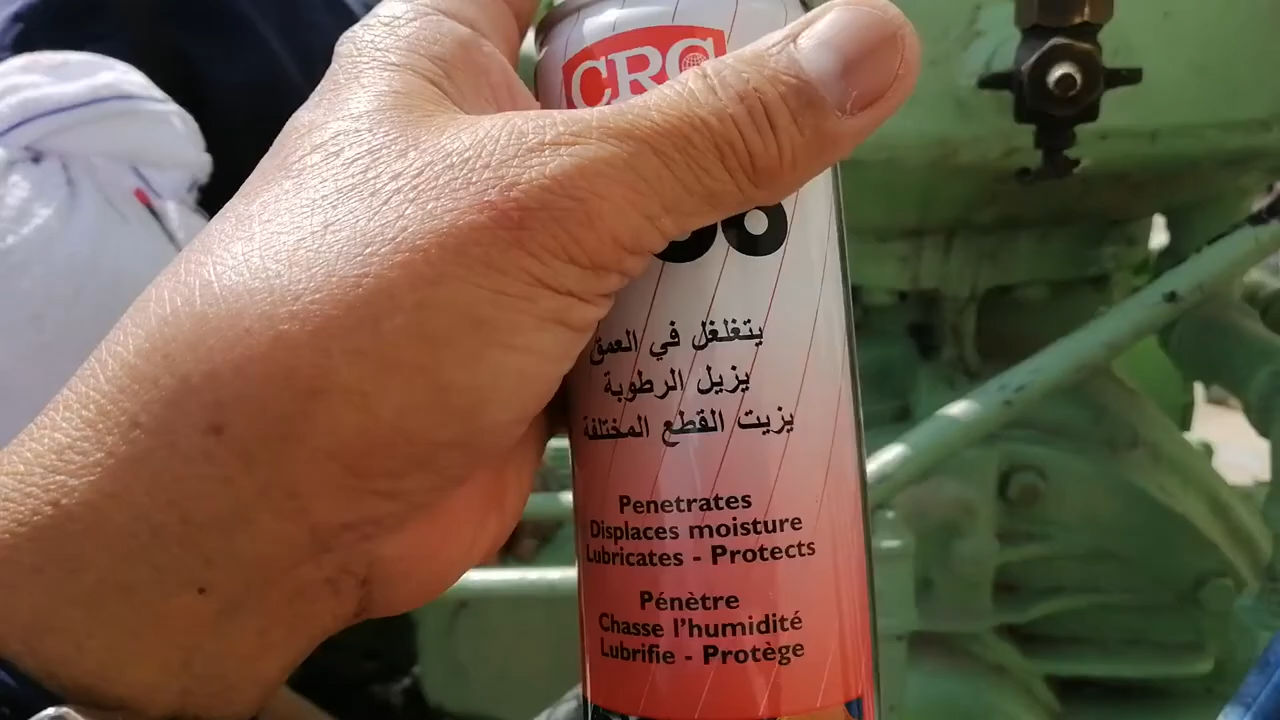 CRC
يتغلغل في العمق
يزيل الرطوبة
يزيت القطع المختلفة
Penetrates
Displaces moisture
Lubricates - Protects
Pénètre
Chasse l'humidité
Lubrifie - Protège